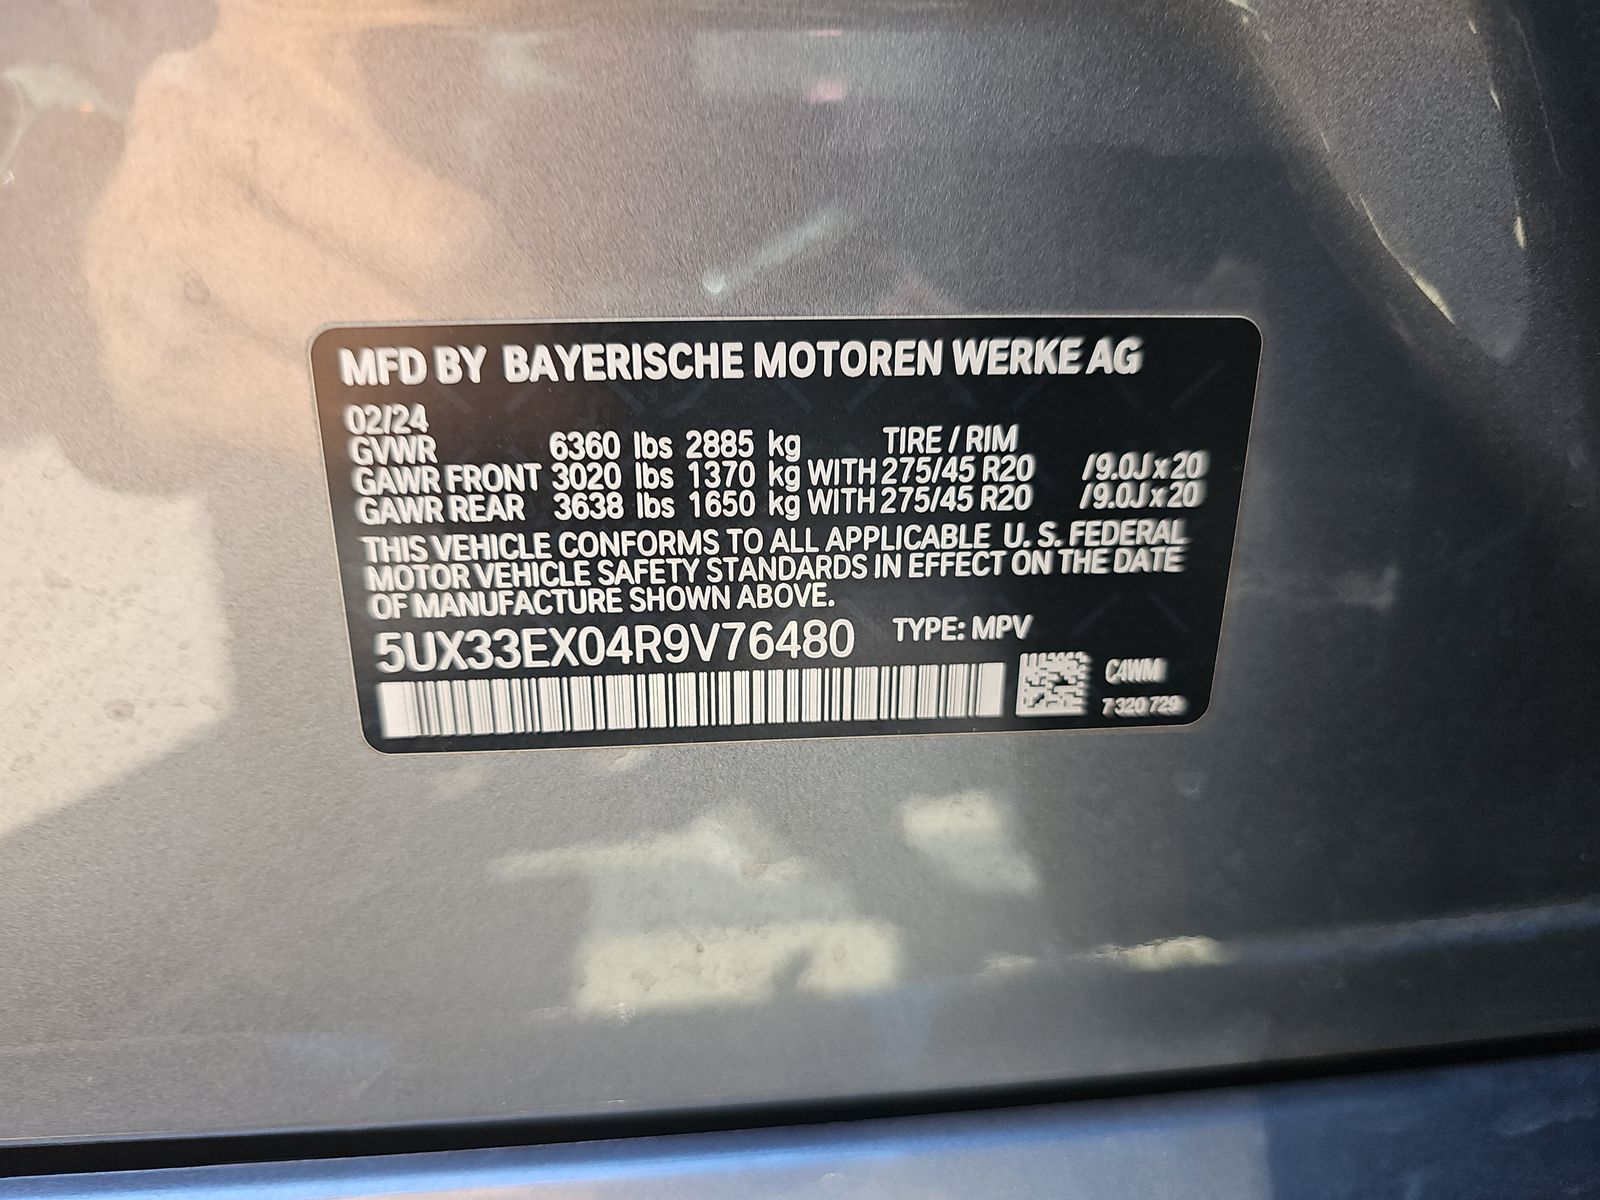 MFD BY BAYERISCHE MOTOREN WERKE AG
02/24
GVWR 6360 lbs 2885 kg TIRE / RIM
GAWR FRONT 3020 lbs 1370 kg WITH 275/45 R20 /9.0J x 20
GAWR REAR 3638 lbs 1650 kg WITH 275/45 R20 /9.0J x 20
THIS VEHICLE CONFORMS TO ALL APPLICABLE U. S. FEDERAL
MOTOR VEHICLE SAFETY STANDARDS IN EFFECT ON THE DATE
OF MANUFACTURE SHOWN ABOVE.
5UX33EX04R9V76480 TYPE: MPV
C4WM
7 320 729